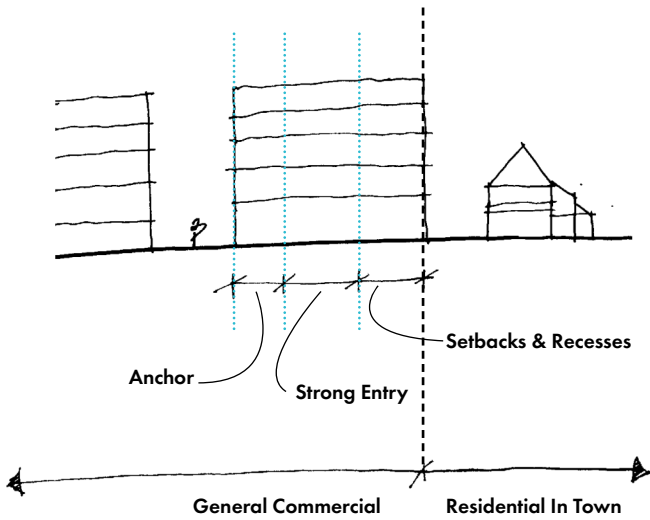 Setbacks & Recesses
Anchor
Strong Entry
General Commercial
Residential In Town